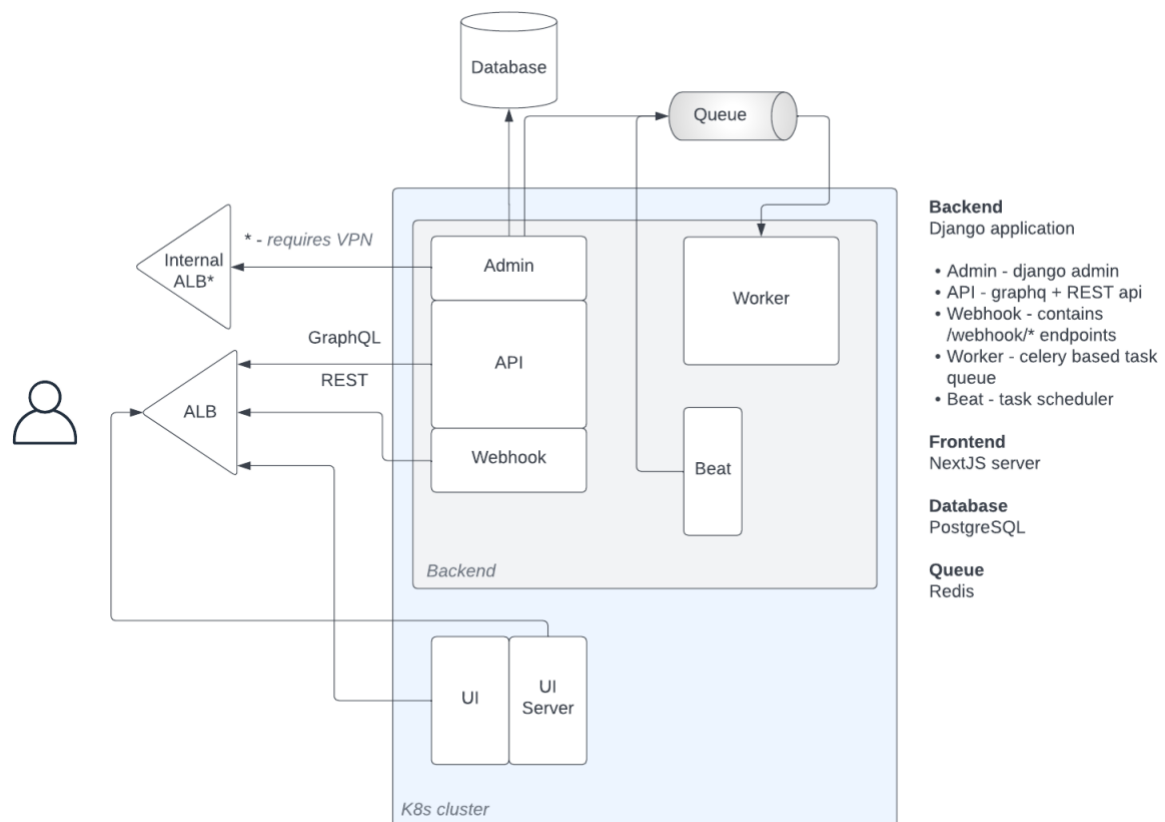 Database
Queue
* - requires VPN
Internal
ALB*
Admin
Worker
GraphQL
API
REST
ALB
Webhook
Beat
Backend
UI
UI
Server
K8s cluster
Backend
Django application
• Admin - django admin
• API - graphq + REST api
• Webhook - contains
/webhook/* endpoints
• Worker - celery based task
queue
• Beat - task scheduler
Frontend
NextJS server
Database
PostgreSQL
Queue
Redis